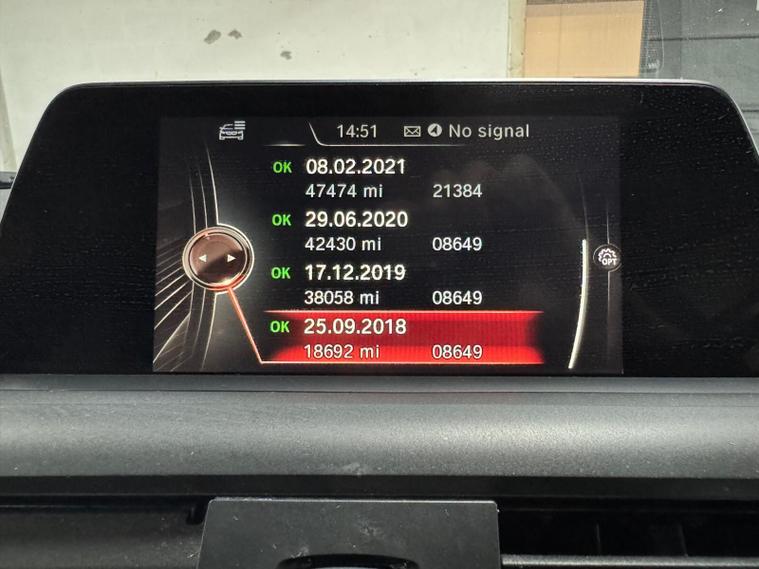 14:51 No signal
OK 08.02.2021
47474 mi 21384
OK 29.06.2020
42430 mi 08649
OK 17.12.2019
38058 mi 08649
OPT
OK 25.09.2018
18692 mi 08649